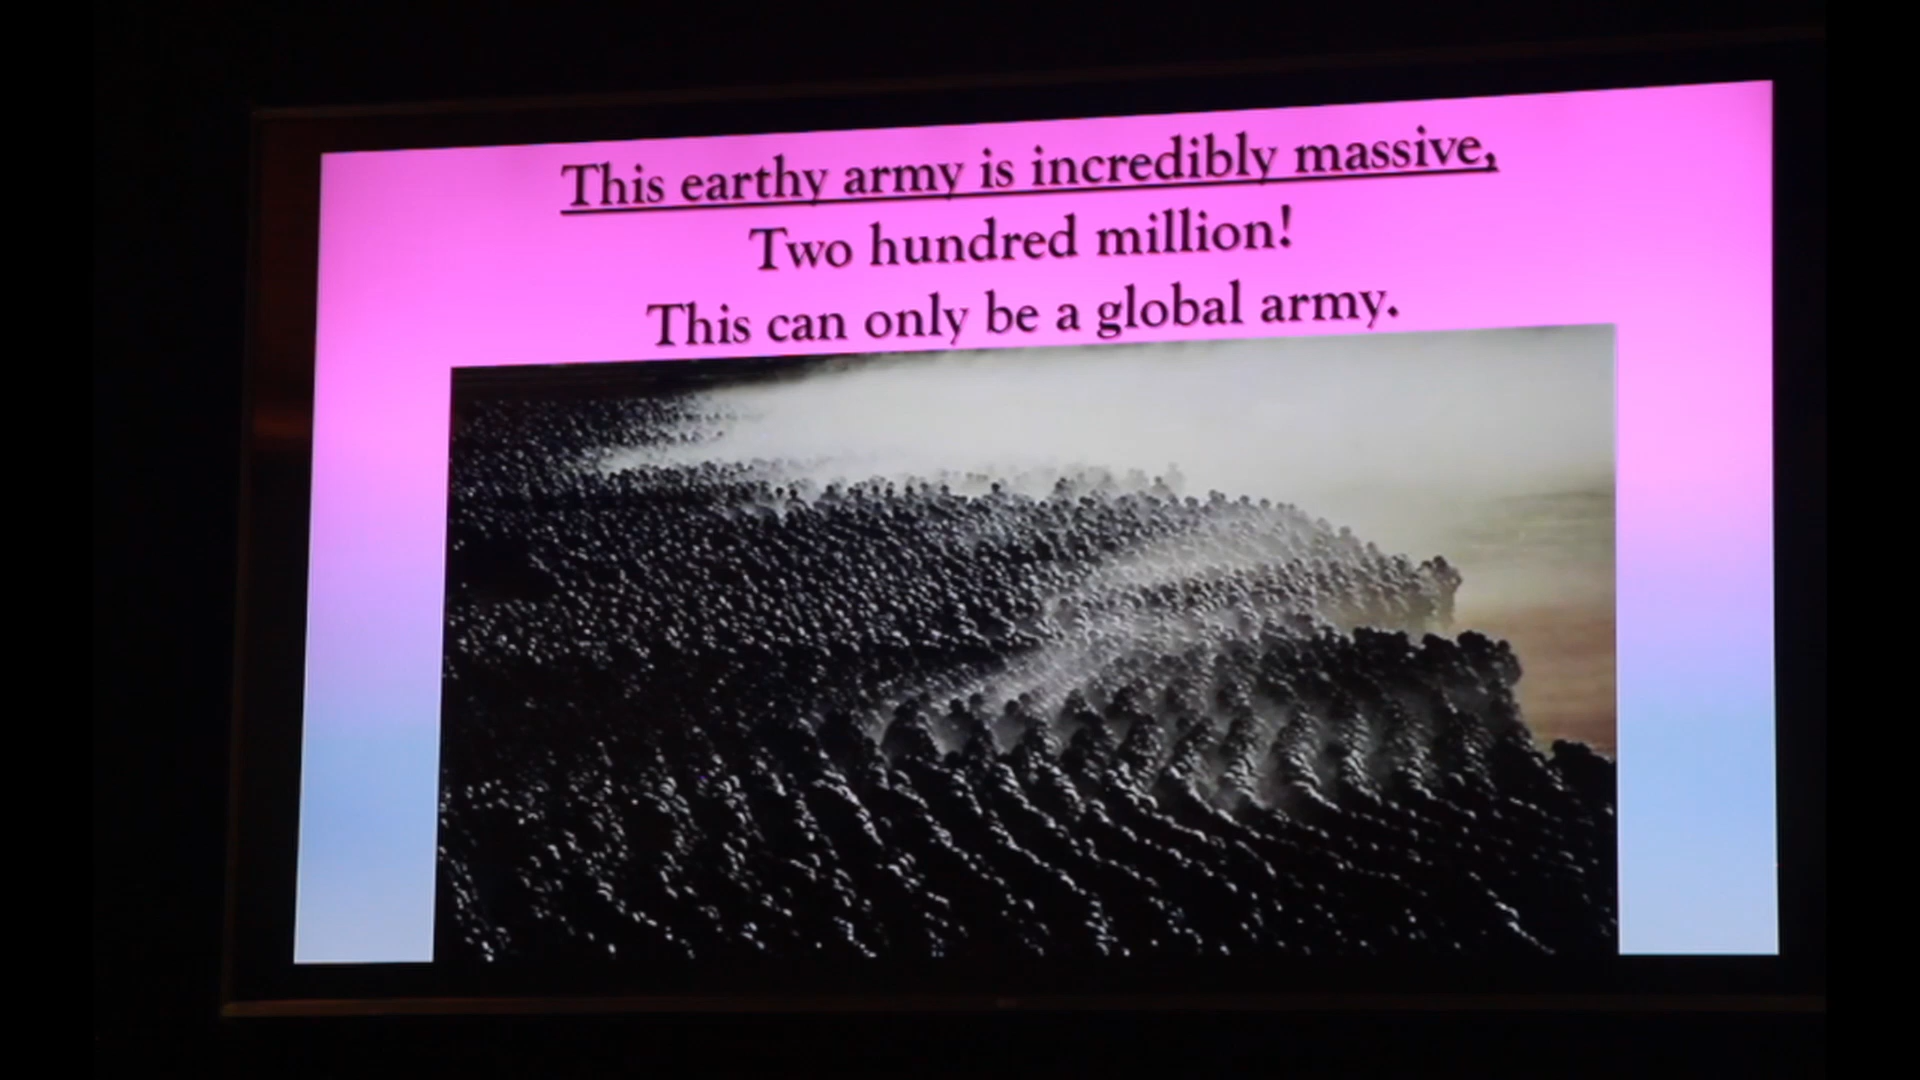 This earthy army is incredibly massive,
Two hundred million!
This can only be a global army.